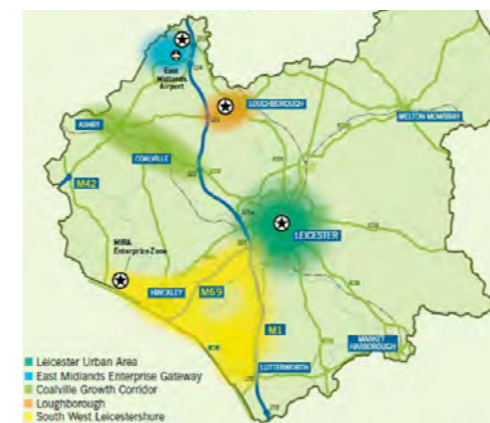 East
Midlands
Airport
LOUGHBOROUGH
MELTON MOWBRAY
ASHBY
COALVILLE
M42
LEICESTER
MIRA
Enterprise Zone
HINCKLEY
M69
M1
LUTTERWORTH
MARKET
HARBOROUGH
Leicester Urban Area
East Midlands Enterprise Gateway
Coalville Growth Corridor
Loughborough
South West Leicestershure